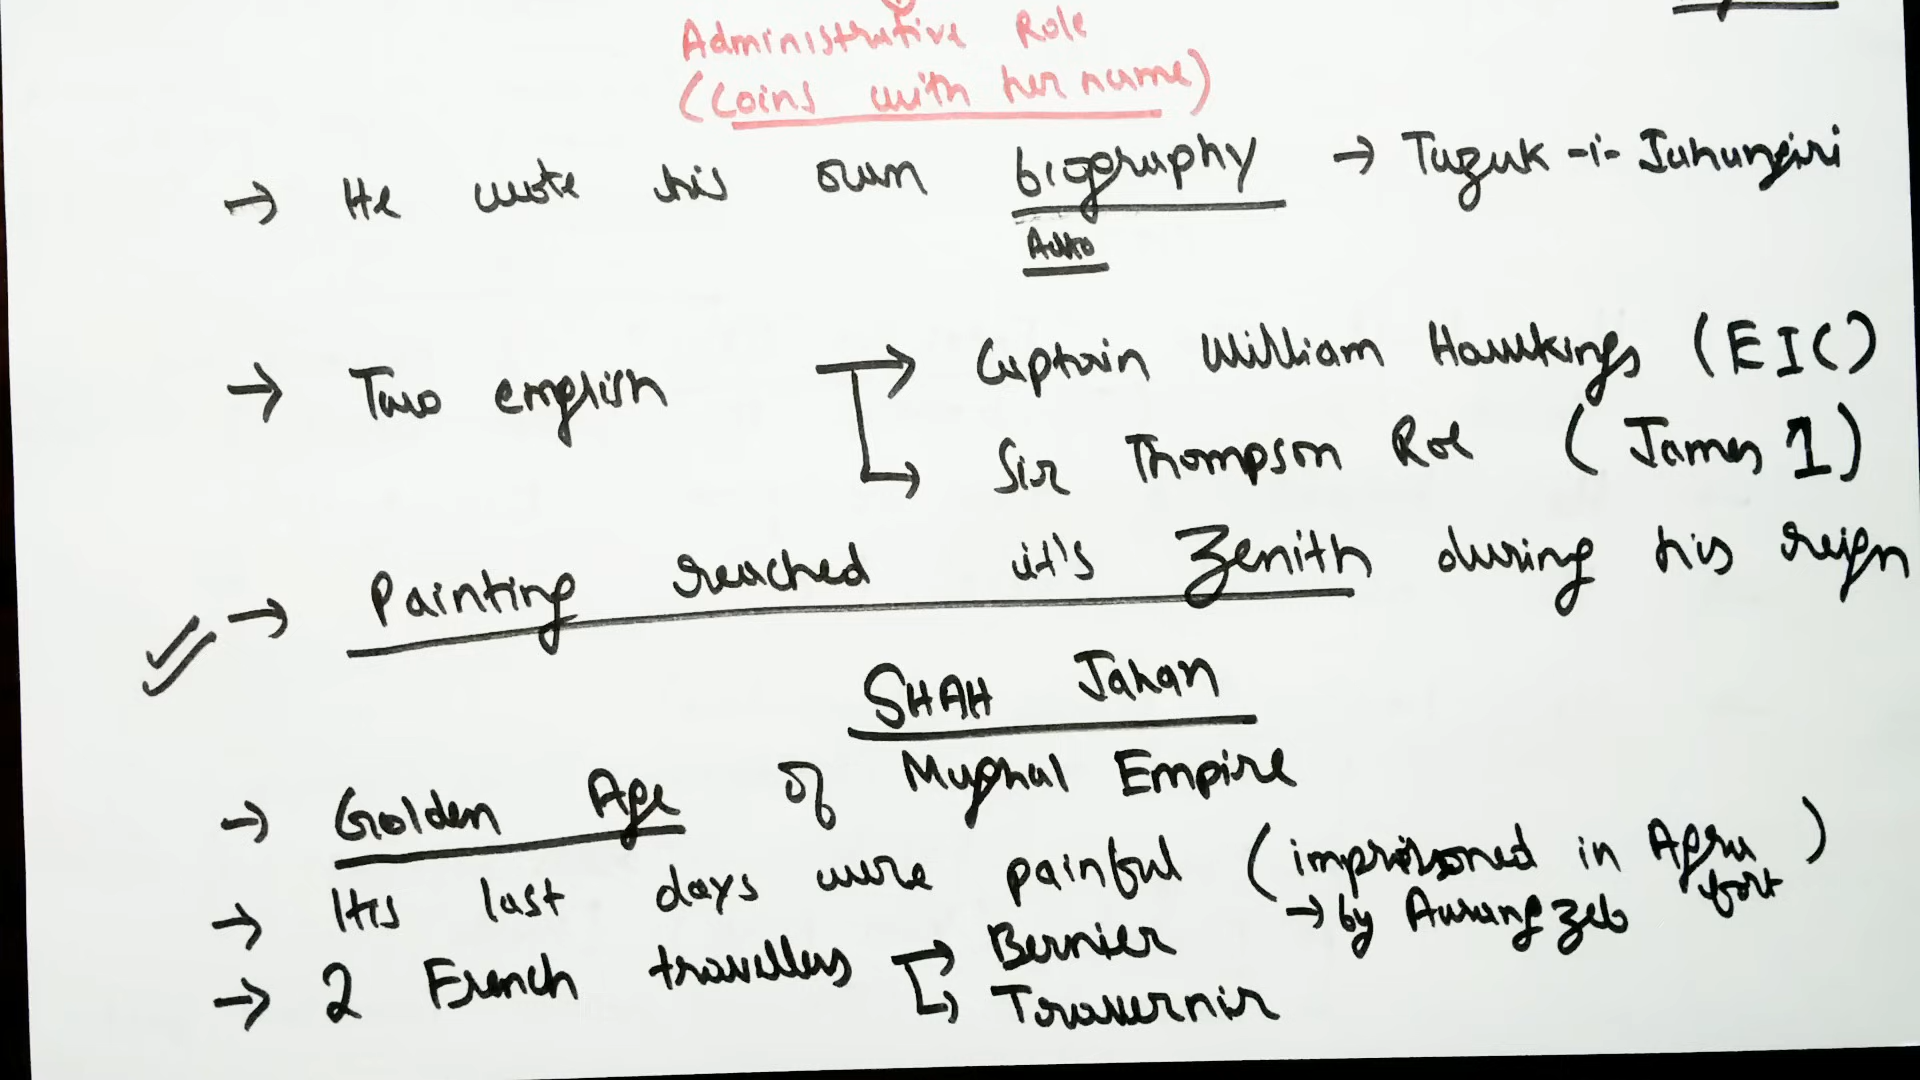 Administrative Role
(Coins with her name)
→ He wrote his own biography → Tuzuk-i-Jahangiri
Auto
→ Two english → Captain William Hawkings (EIC)
→ Sir Thompson Roe (James 1)
→ Painting reached it's Zenith during his reign
SHAH Jahan
→ Golden Age of Mughal Empire
→ His last days were painful (imprisoned in Agra fort)
→ by Aurangzeb
→ 2 French travellers → Bernier
→ Travernir